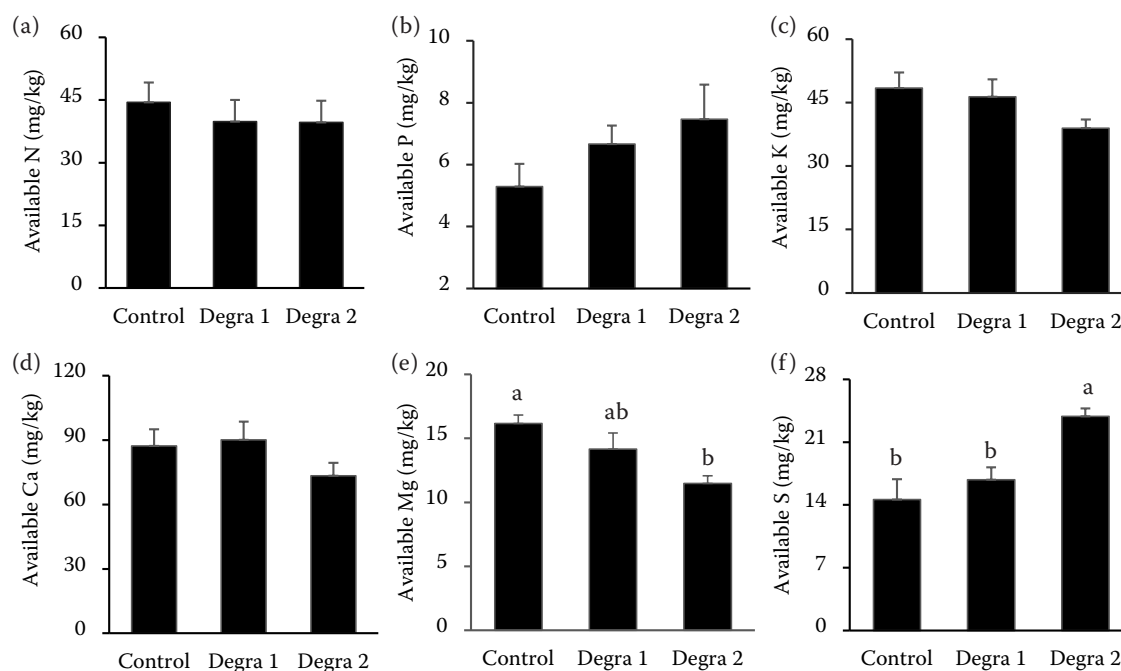 (a)
Available N (mg/kg)
60
45
30
15
0
Control Degra 1 Degra 2
(b)
Available P (mg/kg)
10
8
6
4
2
Control Degra 1 Degra 2
(c)
Available K (mg/kg)
60
45
30
15
0
Control Degra 1 Degra 2
(d)
Available Ca (mg/kg)
120
90
60
30
0
Control Degra 1 Degra 2
(e)
Available Mg (mg/kg)
20
15
10
5
0
a
ab
b
Control Degra 1 Degra 2
(f)
Available S (mg/kg)
28
21
14
7
0
b
b
a
Control Degra 1 Degra 2